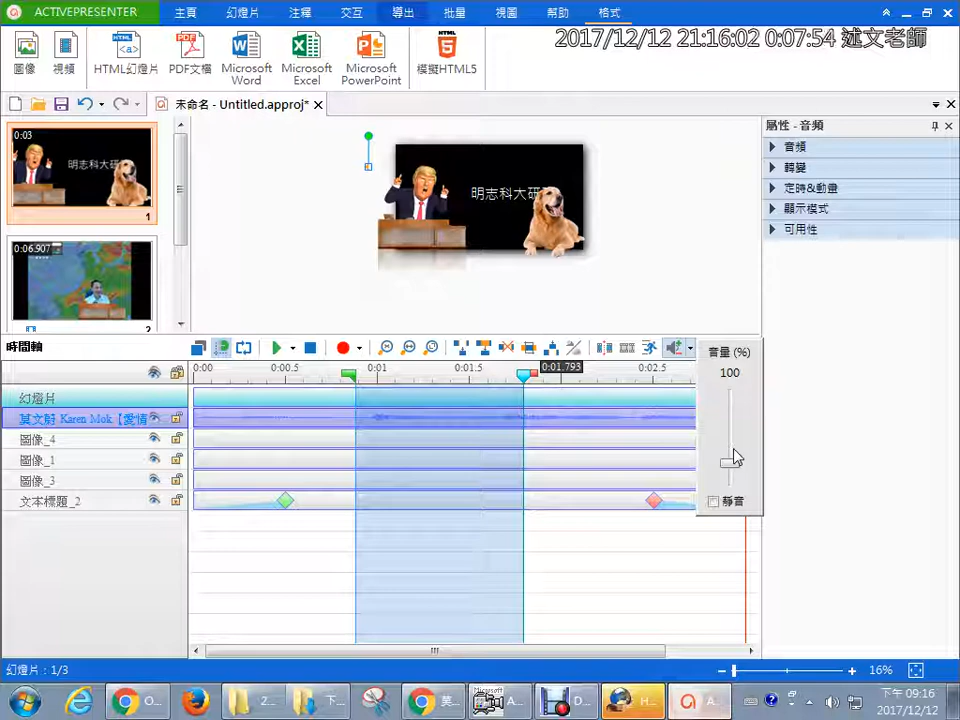 ACTIVEPRESENTER
主頁 幻燈片 注釋 交互 導出 批量 視圖 幫助 格式
2017/12/12 21:16:02 0:07:54 述文老師
圖像 視頻 HTML幻燈片 PDF文檔 Microsoft Word Microsoft Excel Microsoft PowerPoint 模擬HTML5
未命名 - Untitled.approj*
屬性 - 音頻
音頻
轉變
定時&動畫
顯示模式
可用性
0:03
明志科大研
1
明志科大研
0:06.907
2
時間軸
音量 (%)
100
靜音
0:00 0:00.5 0:01 0:01.5 0:01.793 0:02.5
幻燈片
莫文蔚 Karen Mok【愛情
圖像_4
圖像_1
圖像_3
文本標題_2
幻燈片：1/3
16%
O... 2... 下... 笑... A... D... H... A...
下午 09:16
2017/12/12